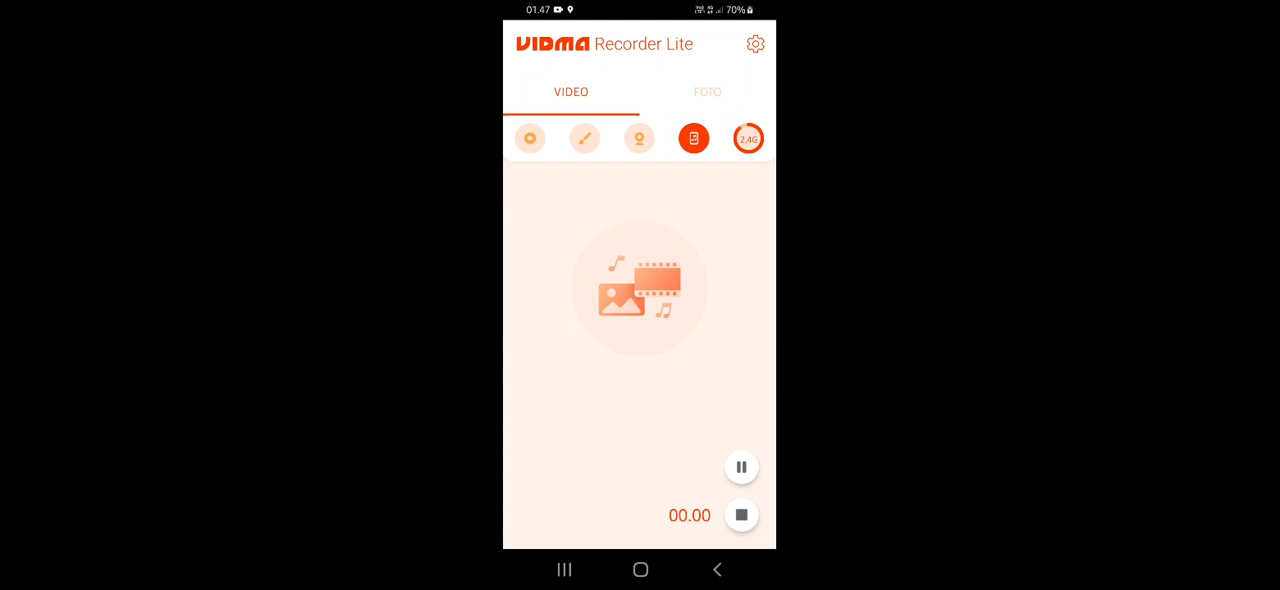 01.47 70%
VIDMA Recorder Lite
VIDEO FOTO
2,4G
00.00